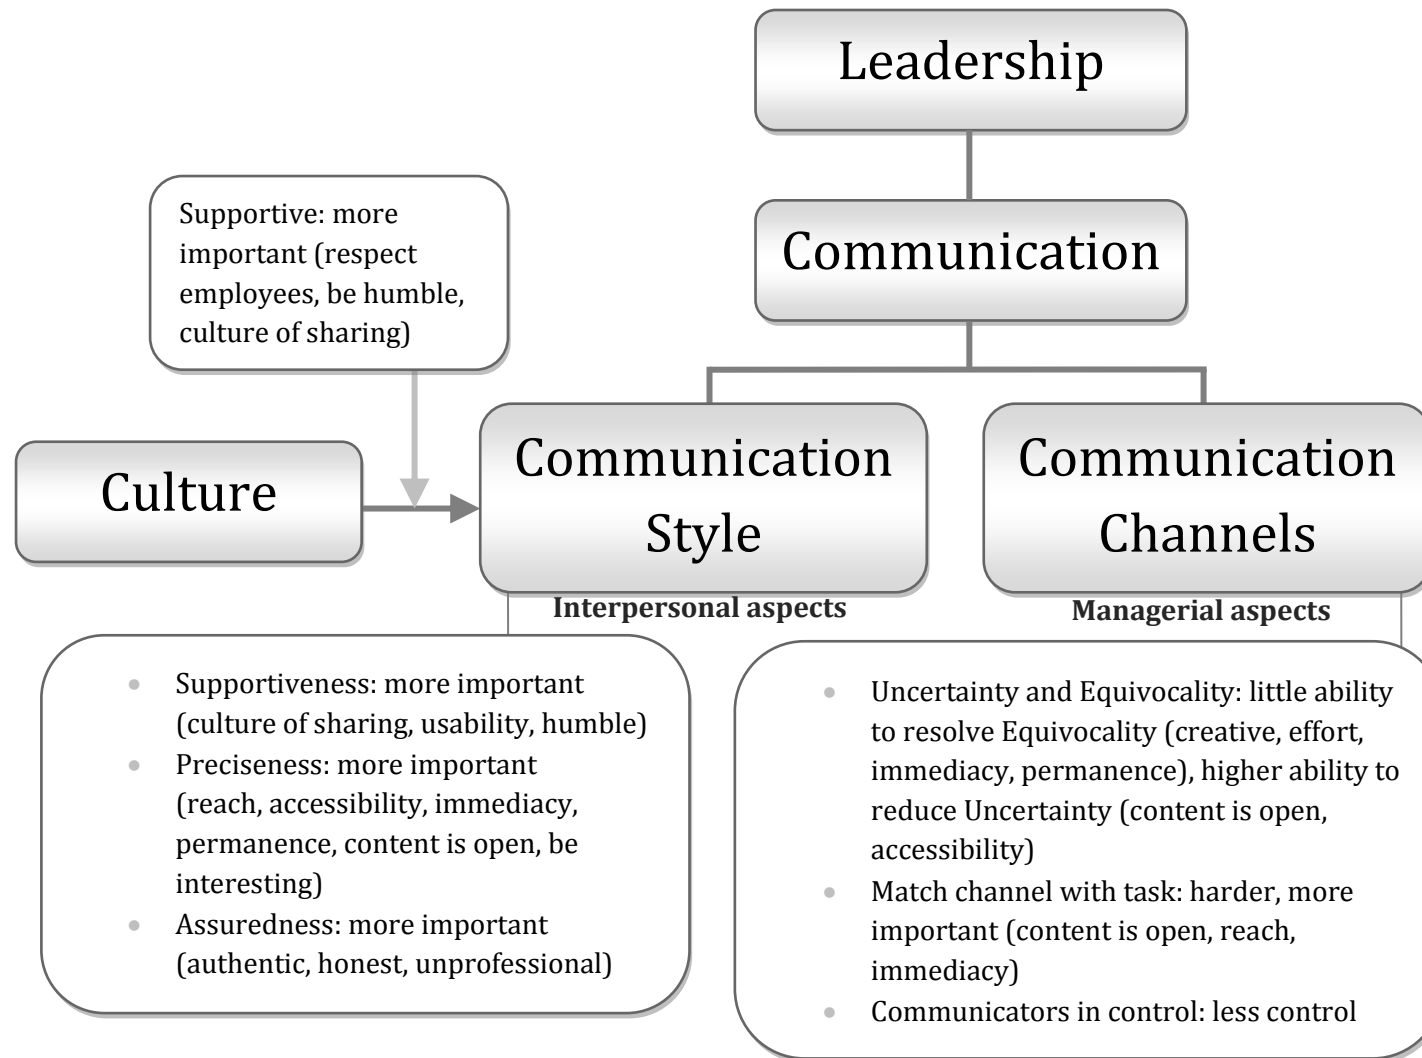 Leadership
Communication
Supportive: more
important (respect
employees, be humble,
culture of sharing)
Culture
Communication
Style
Communication
Channels
Interpersonal aspects
Managerial aspects
Supportiveness: more important
(culture of sharing, usability, humble)
Preciseness: more important
(reach, accessibility, immediacy,
permanence, content is open, be
interesting)
Assuredness: more important
(authentic, honest, unprofessional)
Uncertainty and Equivocality: little ability
to resolve Equivocality (creative, effort,
immediacy, permanence), higher ability to
reduce Uncertainty (content is open,
accessibility)
Match channel with task: harder, more
important (content is open, reach,
immediacy)
Communicators in control: less control